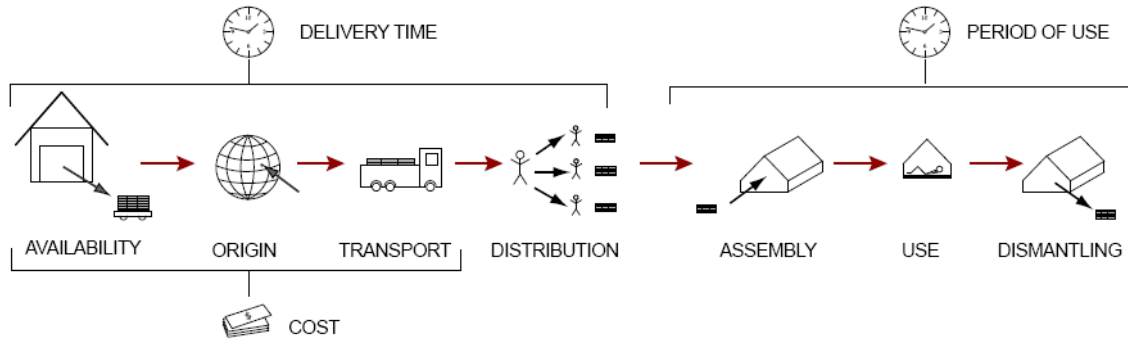 DELIVERY TIME
PERIOD OF USE
AVAILABILITY
ORIGIN
TRANSPORT
DISTRIBUTION
ASSEMBLY
USE
DISMANTLING
$
COST